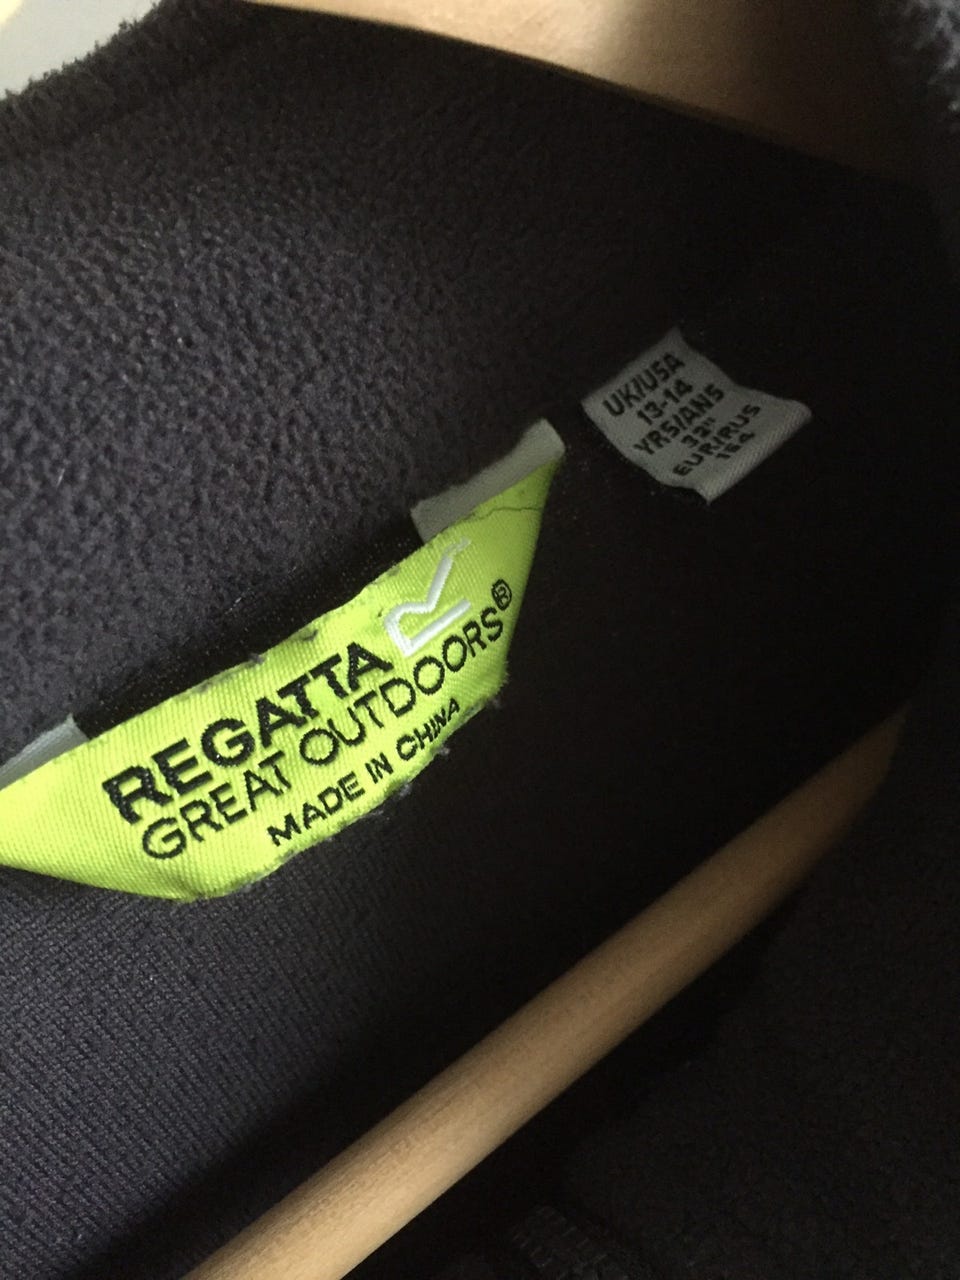 REGATTA
GREAT OUTDOORS®
MADE IN CHINA
UK/USA
13-14
YRS/ANS
32"
EUR/RUS
164